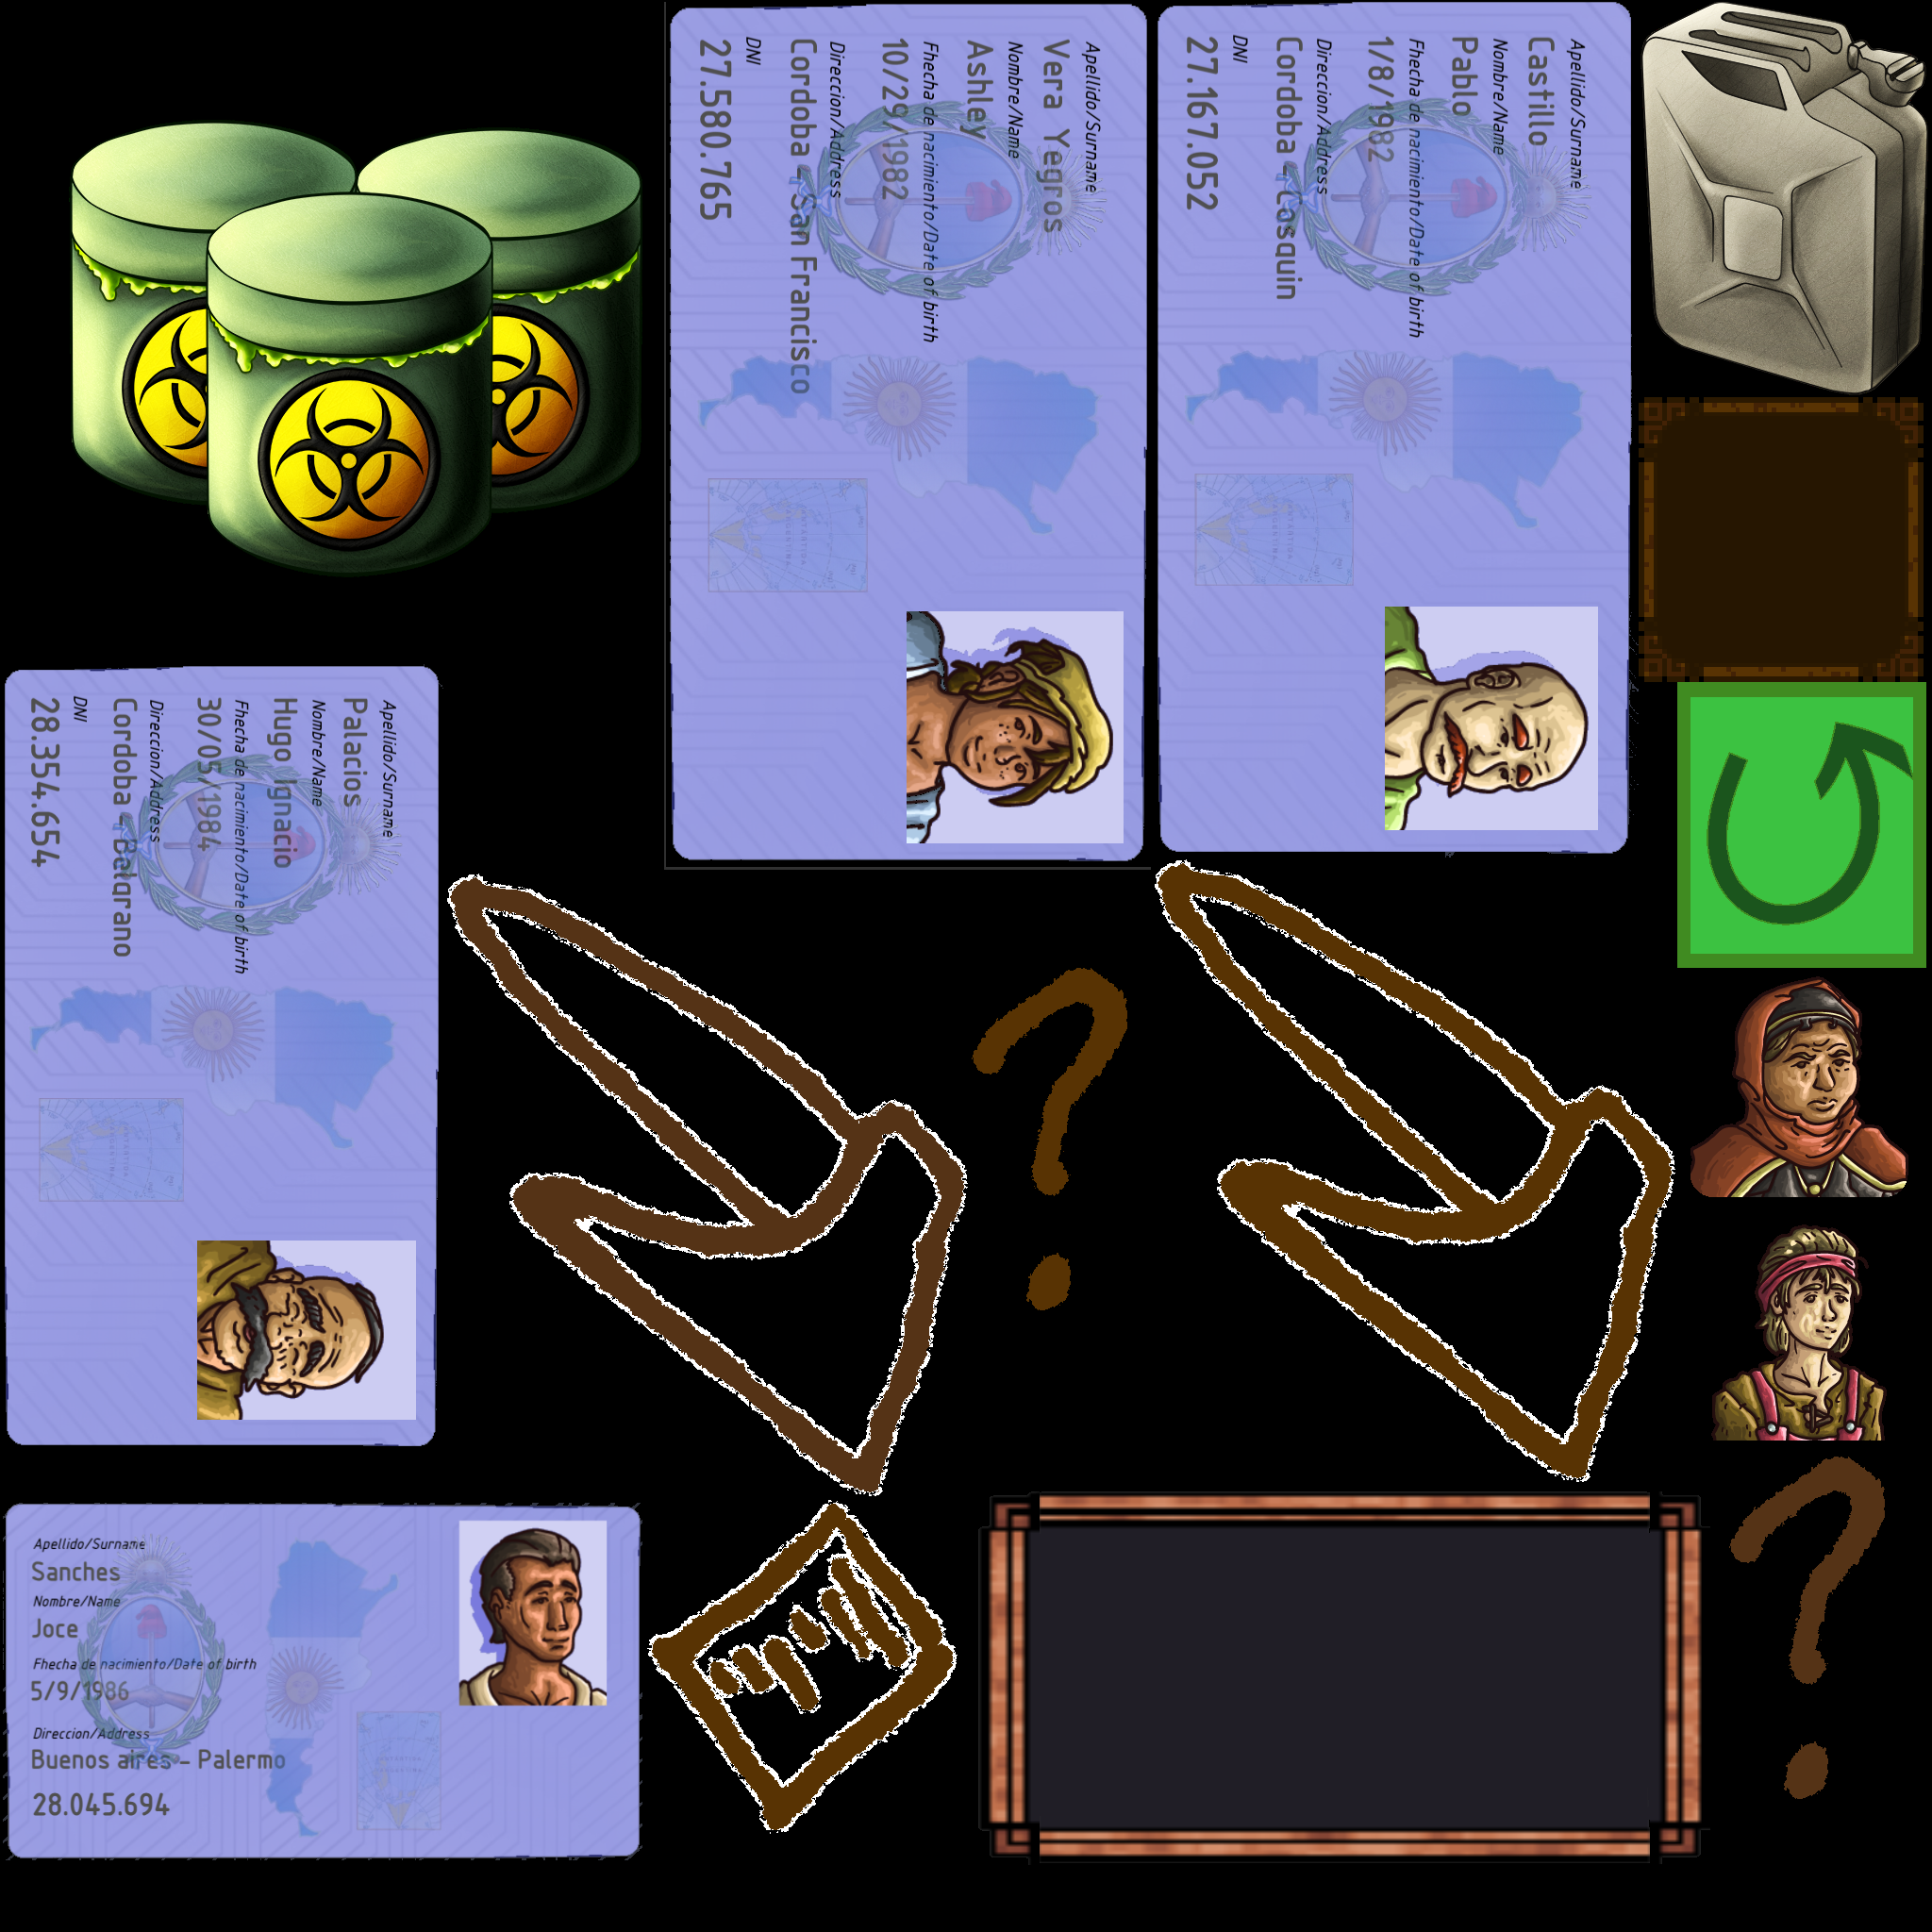 Apellido/Surname
Vera Yegros
Nombre/Name
Ashley
Fhecha de nacimiento/Date of birth
10/29/1982
Direccion/Address
Cordoba - San Francisco
DNI
27.580.765
Apellido/Surname
Castillo
Nombre/Name
Pablo
Fhecha de nacimiento/Date of birth
1/8/1982
Direccion/Address
Cordoba - Cosquin
DNI
27.167.052
Apellido/Surname
Palacios
Nombre/Name
Hugo Ignacio
Fhecha de nacimiento/Date of birth
30/05/1984
Direccion/Address
Cordoba - Balqrano
DNI
28.354.654
?
?
Apellido/Surname
Sanches
Nombre/Name
Joce
Fhecha de nacimiento/Date of birth
5/9/1986
Direccion/Address
Buenos aires - Palermo
28.045.694